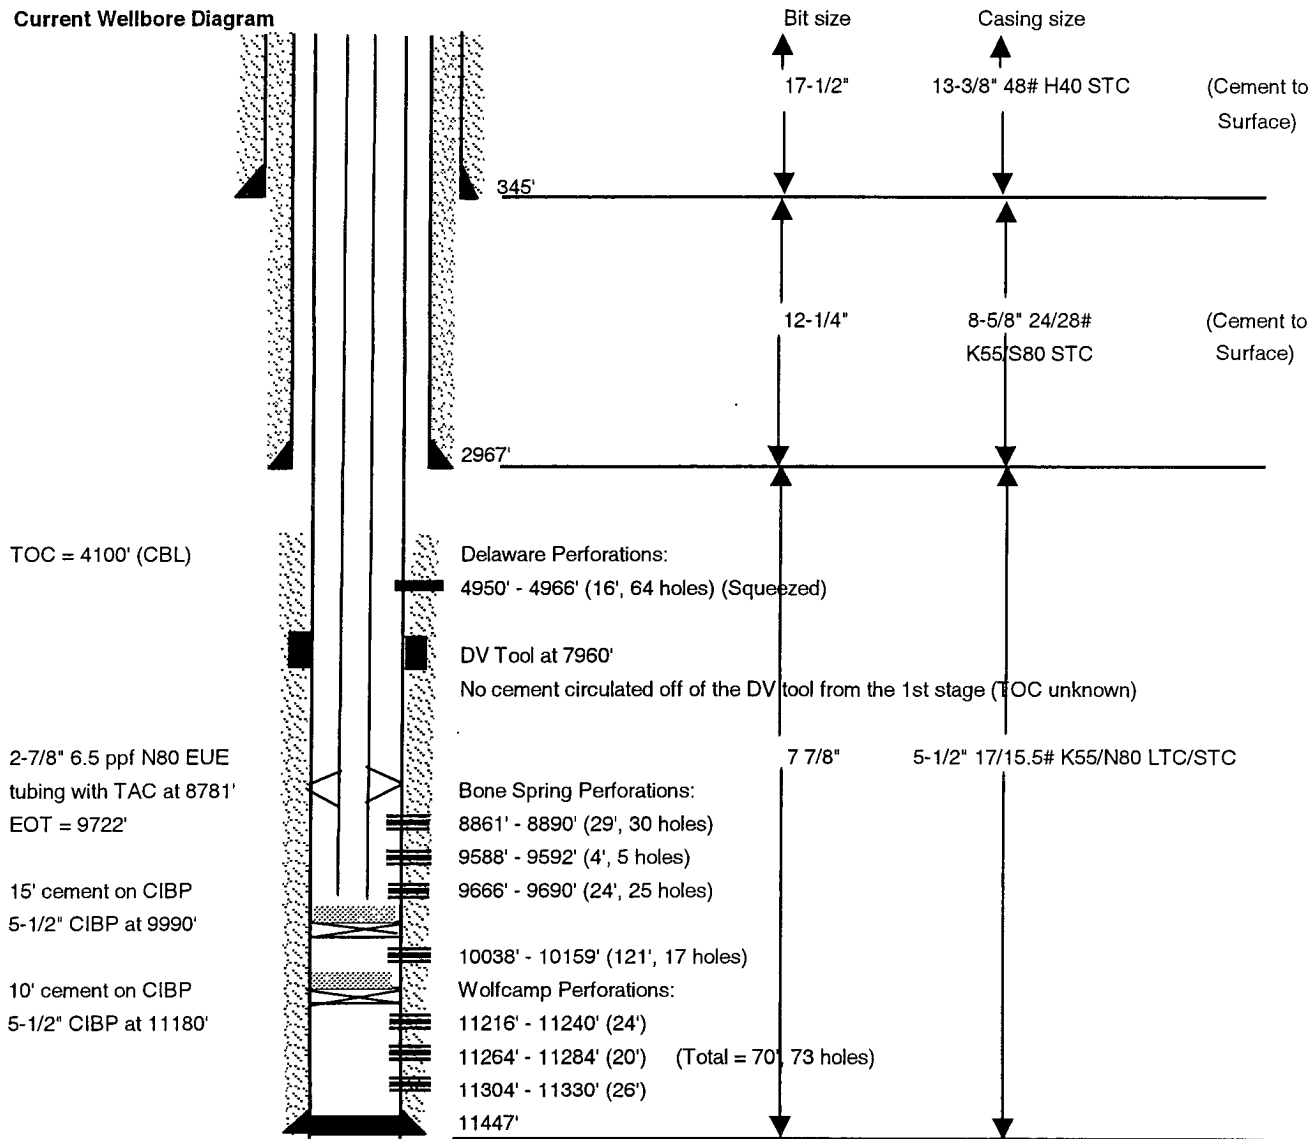 Current Wellbore Diagram
Bit size
Casing size
17-1/2"
13-3/8" 48# H40 STC
(Cement to
Surface)
345'
12-1/4"
8-5/8" 24/28#
K55/S80 STC
(Cement to
Surface)
2967'
TOC = 4100' (CBL)
Delaware Perforations:
4950' - 4966' (16', 64 holes) (Squeezed)
DV Tool at 7960'
No cement circulated off of the DV tool from the 1st stage (TOC unknown)
2-7/8" 6.5 ppf N80 EUE
tubing with TAC at 8781'
EOT = 9722'
7 7/8"
5-1/2" 17/15.5# K55/N80 LTC/STC
Bone Spring Perforations:
8861' - 8890' (29', 30 holes)
9588' - 9592' (4', 5 holes)
9666' - 9690' (24', 25 holes)
15' cement on CIBP
5-1/2" CIBP at 9990'
10038' - 10159' (121', 17 holes)
10' cement on CIBP
5-1/2" CIBP at 11180'
Wolfcamp Perforations:
11216' - 11240' (24')
11264' - 11284' (20') (Total = 70', 73 holes)
11304' - 11330' (26')
11447'